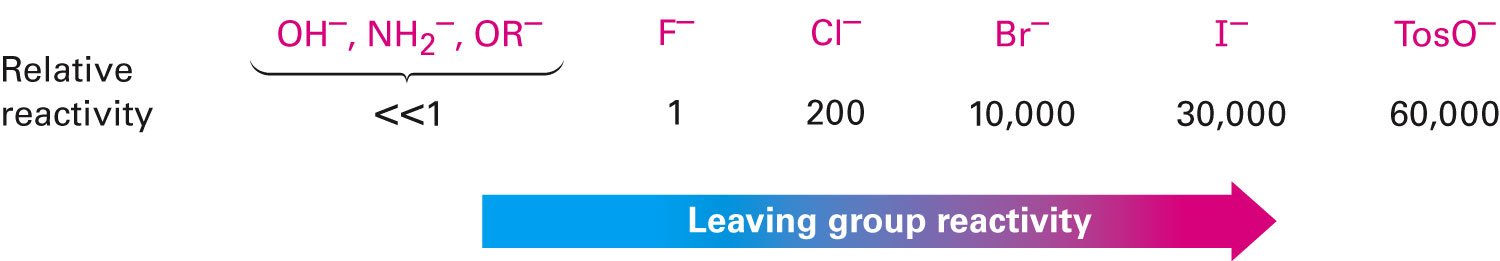 OH⁻, NH₂⁻, OR⁻ F⁻ Cl⁻ Br⁻ I⁻ TosO⁻
Relative
reactivity <<1 1 200 10,000 30,000 60,000
Leaving group reactivity